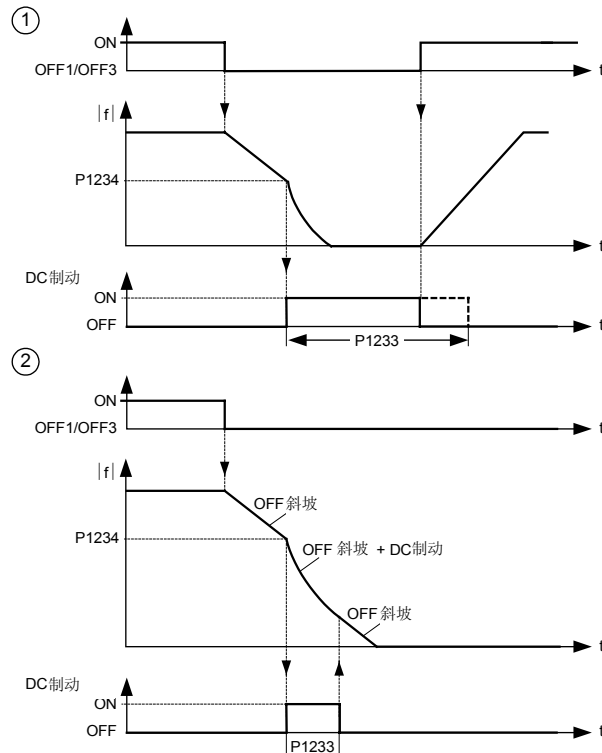 ①
ON
OFF1/OFF3
t
|f|
P1234
t
DC制动
ON
OFF
t
P1233
②
ON
OFF1/OFF3
t
|f|
OFF斜坡
P1234
OFF 斜坡 + DC制动
OFF斜坡
t
DC制动
ON
OFF
t
P1233